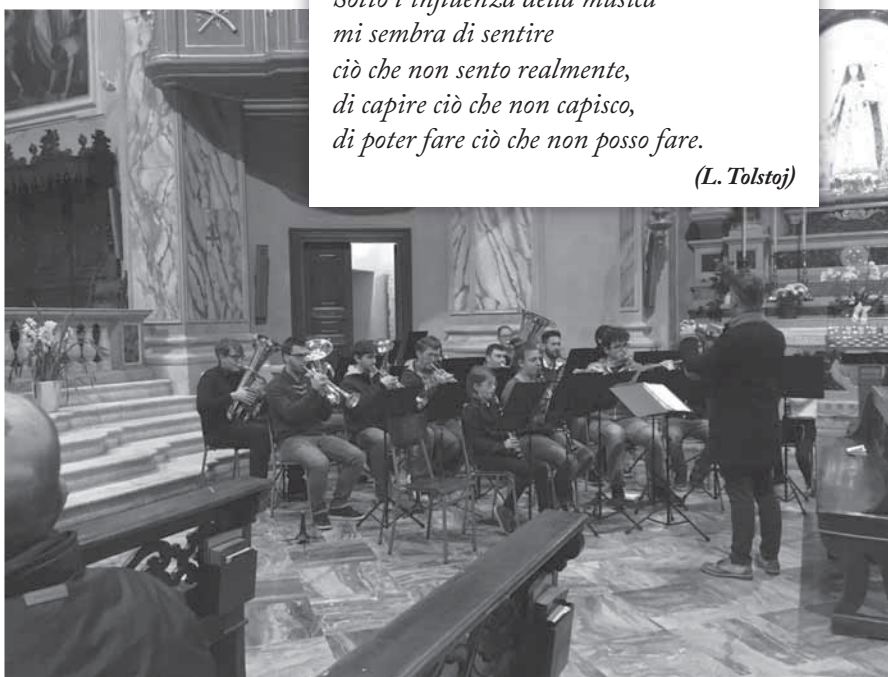 Sotto l'influenza della musica
mi sembra di sentire
ciò che non sento realmente,
di capire ciò che non capisco,
di poter fare ciò che non posso fare.
(L. Tolstoj)